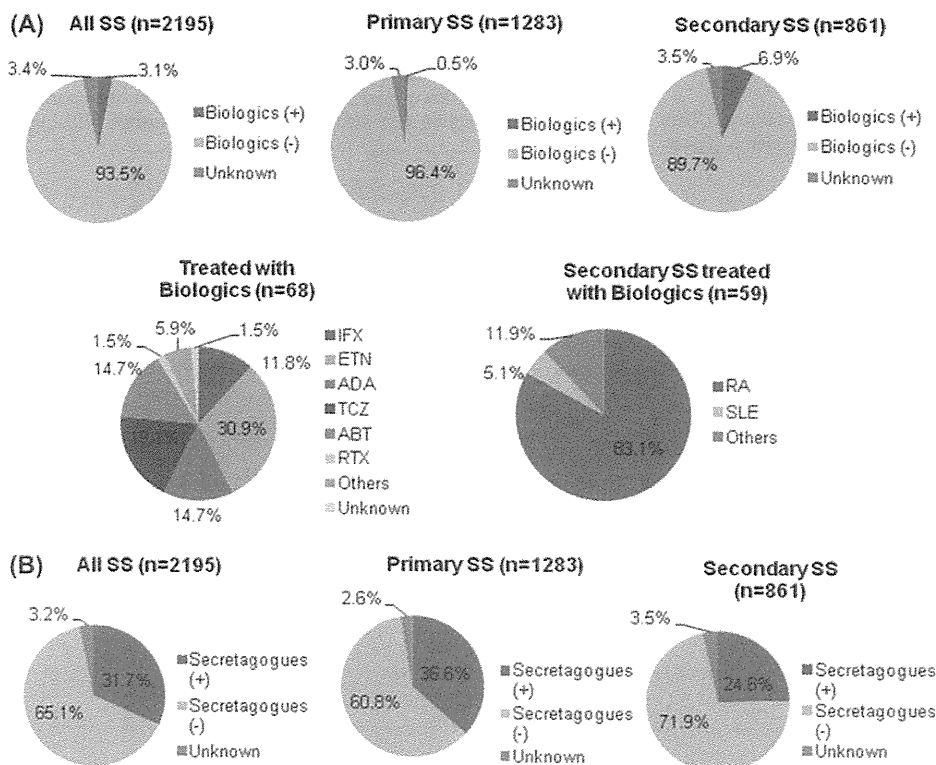 (A)
All SS (n=2195)
3.4%
3.1%
93.5%
Biologics (+)
Biologics (-)
Unknown
Primary SS (n=1283)
3.0%
0.5%
96.4%
Biologics (+)
Biologics (-)
Unknown
Secondary SS (n=861)
3.5%
6.9%
89.7%
Biologics (+)
Biologics (-)
Unknown
Treated with
Biologics (n=68)
1.5%
5.9%
1.5%
14.7%
11.8%
30.9%
14.7%
IFX
ETN
ADA
TCZ
ABT
RTX
Others
Unknown
Secondary SS treated
with Biologics (n=59)
11.9%
5.1%
83.1%
RA
SLE
Others
(B)
All SS (n=2195)
3.2%
31.7%
65.1%
Secretagogues
(+)
Secretagogues
(-)
Unknown
Primary SS (n=1283)
2.6%
36.6%
60.8%
Secretagogues
(+)
Secretagogues
(-)
Unknown
Secondary SS
(n=861)
3.5%
24.6%
71.9%
Secretagogues
(+)
Secretagogues
(-)
Unknown